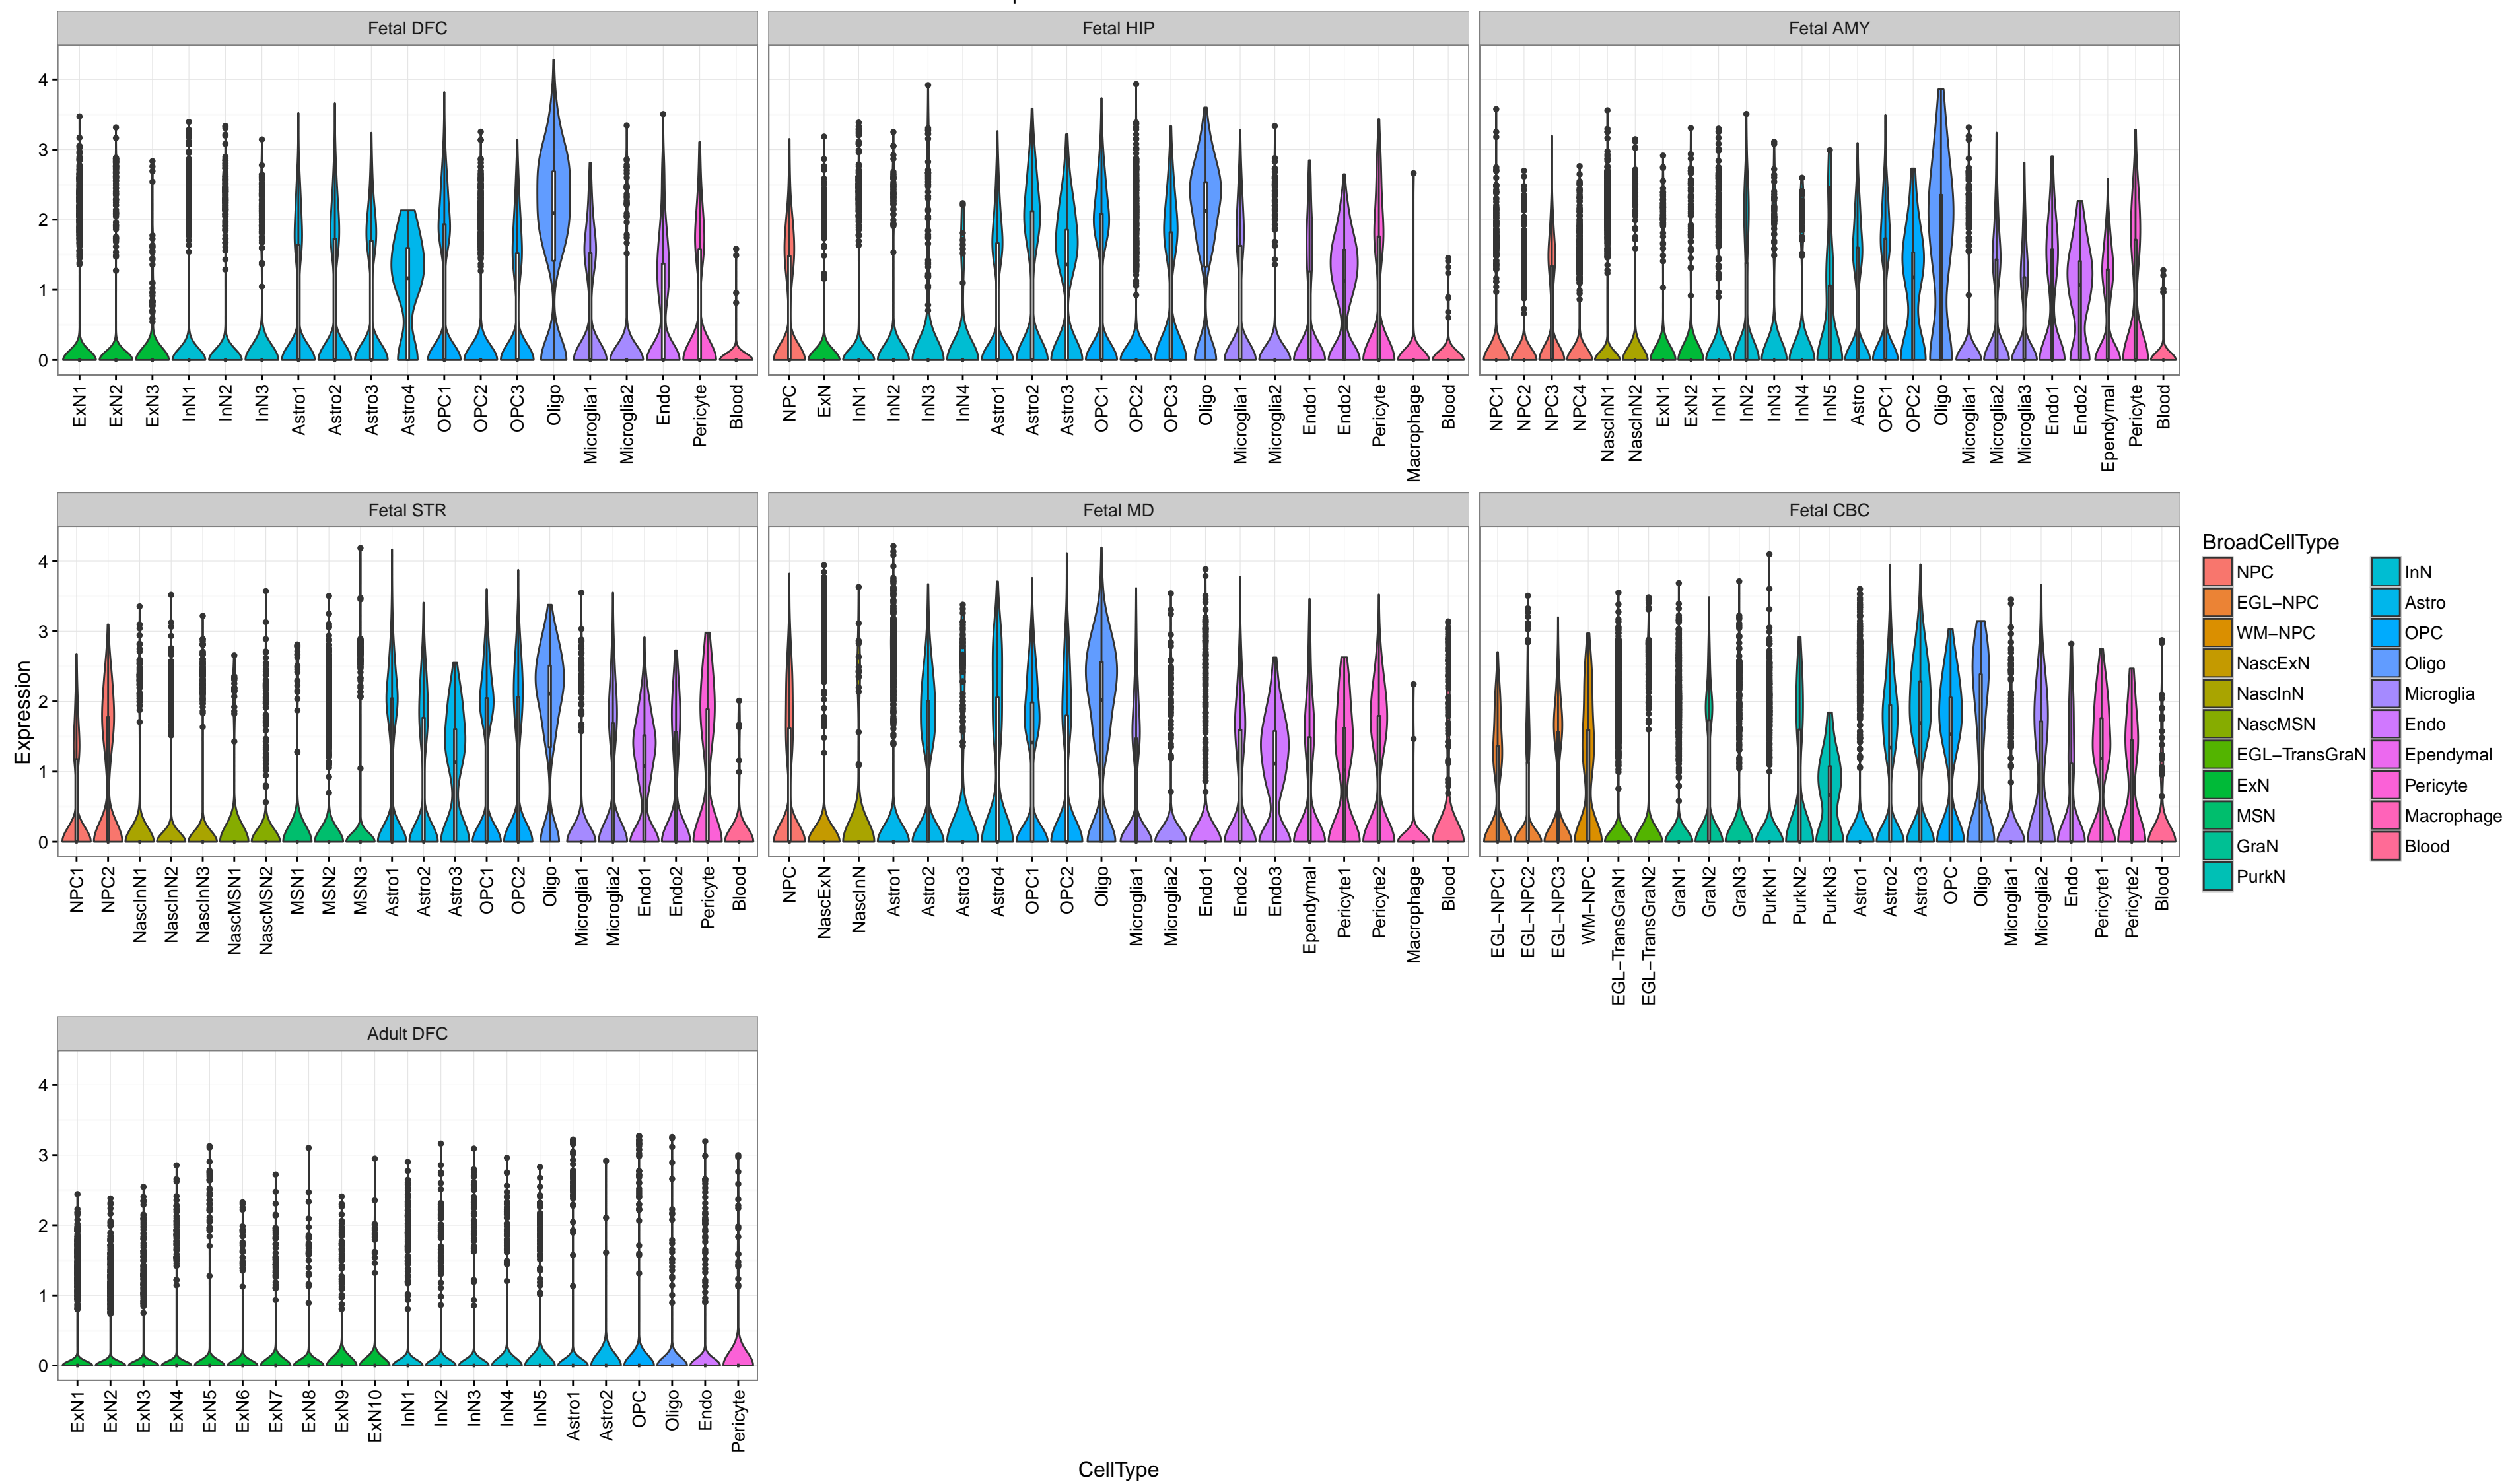 Fetal DFC Fetal HIP Fetal AMY
4
3
2
1
0
ExN1 ExN2 ExN3 InN1 InN2 InN3 Astro1 Astro2 Astro3 Astro4 OPC1 OPC2 OPC3 Oligo Microglia1 Microglia2 Endo Pericyte Blood
NPC ExN InN1 InN2 InN3 InN4 Astro1 Astro2 Astro3 OPC1 OPC2 OPC3 Oligo Microglia1 Microglia2 Endo1 Endo2 Pericyte Macrophage Blood
NPC1 NPC2 NPC3 NPC4 NascInN1 NascInN2 ExN1 ExN2 InN1 InN2 InN3 InN4 InN5 Astro OPC1 OPC2 Oligo Microglia1 Microglia2 Microglia3 Endo1 Endo2 Ependymal Pericyte Blood
Fetal STR Fetal MD Fetal CBC
Expression
4
3
2
1
0
NPC1 NPC2 NascInN1 NascInN2 NascInN3 NascMSN1 NascMSN2 MSN1 MSN2 MSN3 Astro1 Astro2 Astro3 OPC1 OPC2 Oligo Microglia1 Microglia2 Endo1 Endo2 Pericyte Blood
NPC NascExN NascInN Astro1 Astro2 Astro3 Astro4 OPC1 OPC2 Oligo Microglia1 Microglia2 Endo1 Endo2 Endo3 Ependymal Pericyte1 Pericyte2 Macrophage Blood
EGL−NPC1 EGL−NPC2 EGL−NPC3 WM−NPC EGL−TransGraN1 EGL−TransGraN2 GraN1 GraN2 GraN3 PurkN1 PurkN2 PurkN3 Astro1 Astro2 Astro3 OPC Oligo Microglia1 Microglia2 Endo Pericyte1 Pericyte2 Blood
BroadCellType
NPC
EGL−NPC
WM−NPC
NascExN
NascInN
NascMSN
EGL−TransGraN
ExN
MSN
GraN
PurkN
InN
Astro
OPC
Oligo
Microglia
Endo
Ependymal
Pericyte
Macrophage
Blood
Adult DFC
4
3
2
1
0
ExN1 ExN2 ExN3 ExN4 ExN5 ExN6 ExN7 ExN8 ExN9 ExN10 InN1 InN2 InN3 InN4 InN5 Astro1 Astro2 OPC Oligo Endo Pericyte
CellType